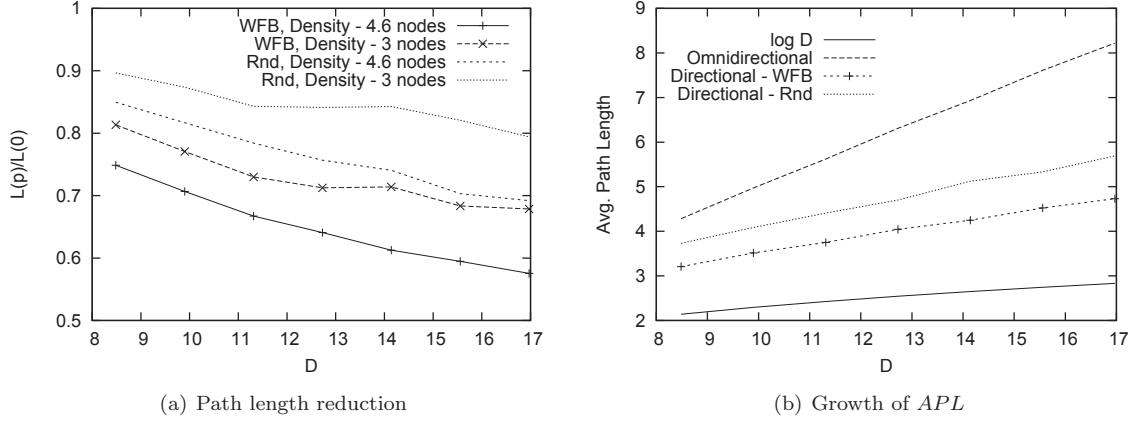 1
0.9
0.8
0.7
0.6
0.5
L(p)/L(0)
8 9 10 11 12 13 14 15 16 17
D
WFB, Density - 4.6 nodes
WFB, Density - 3 nodes
Rnd, Density - 4.6 nodes
Rnd, Density - 3 nodes
(a) Path length reduction
9
8
7
6
5
4
3
2
Avg. Path Length
8 9 10 11 12 13 14 15 16 17
D
log D
Omnidirectional
Directional - WFB
Directional - Rnd
(b) Growth of APL